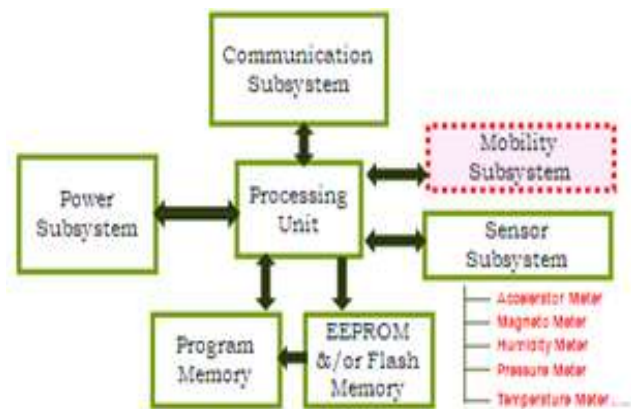 Communication
Subsystem
Mobility
Subsystem
Power
Subsystem
Processing
Unit
Sensor
Subsystem
Accelerator Meter
Magneto Meter
Humidity Meter
Pressure Meter
Temperature Meter
Program
Memory
EEPROM
&/or Flash
Memory